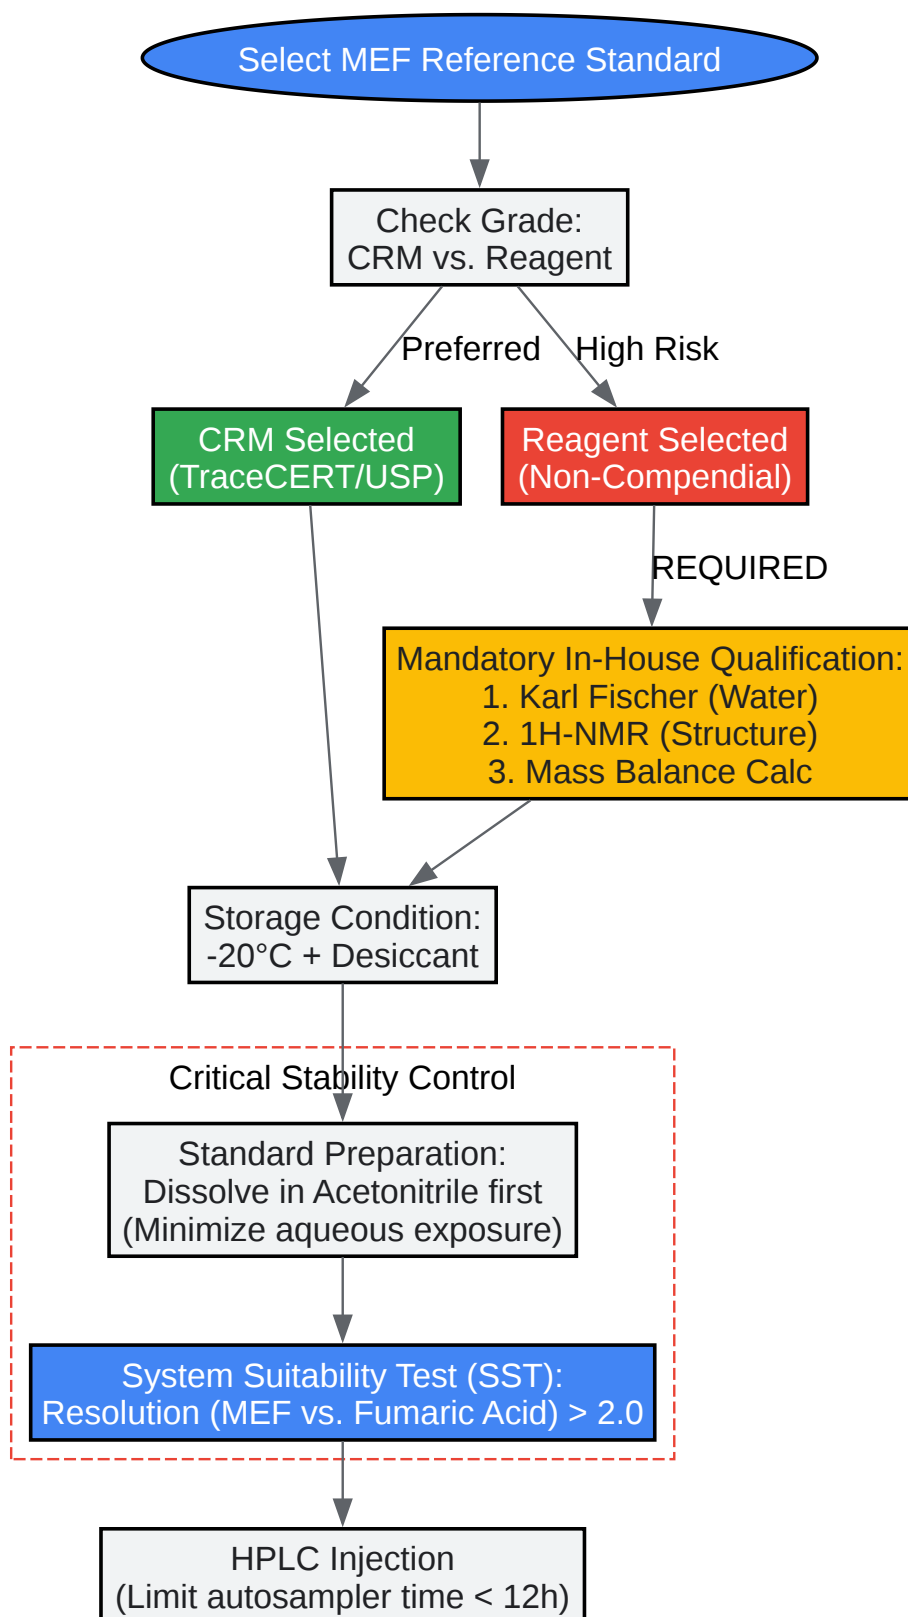 Select MEF Reference Standard
Check Grade:
CRM vs. Reagent
Preferred
High Risk
CRM Selected
(TraceCERT/USP)
Reagent Selected
(Non-Compendial)
REQUIRED
Mandatory In-House Qualification:
1. Karl Fischer (Water)
2. 1H-NMR (Structure)
3. Mass Balance Calc
Storage Condition:
-20°C + Desiccant
Critical Stability Control
Standard Preparation:
Dissolve in Acetonitrile first
(Minimize aqueous exposure)
System Suitability Test (SST):
Resolution (MEF vs. Fumaric Acid) > 2.0
HPLC Injection
(Limit autosampler time < 12h)